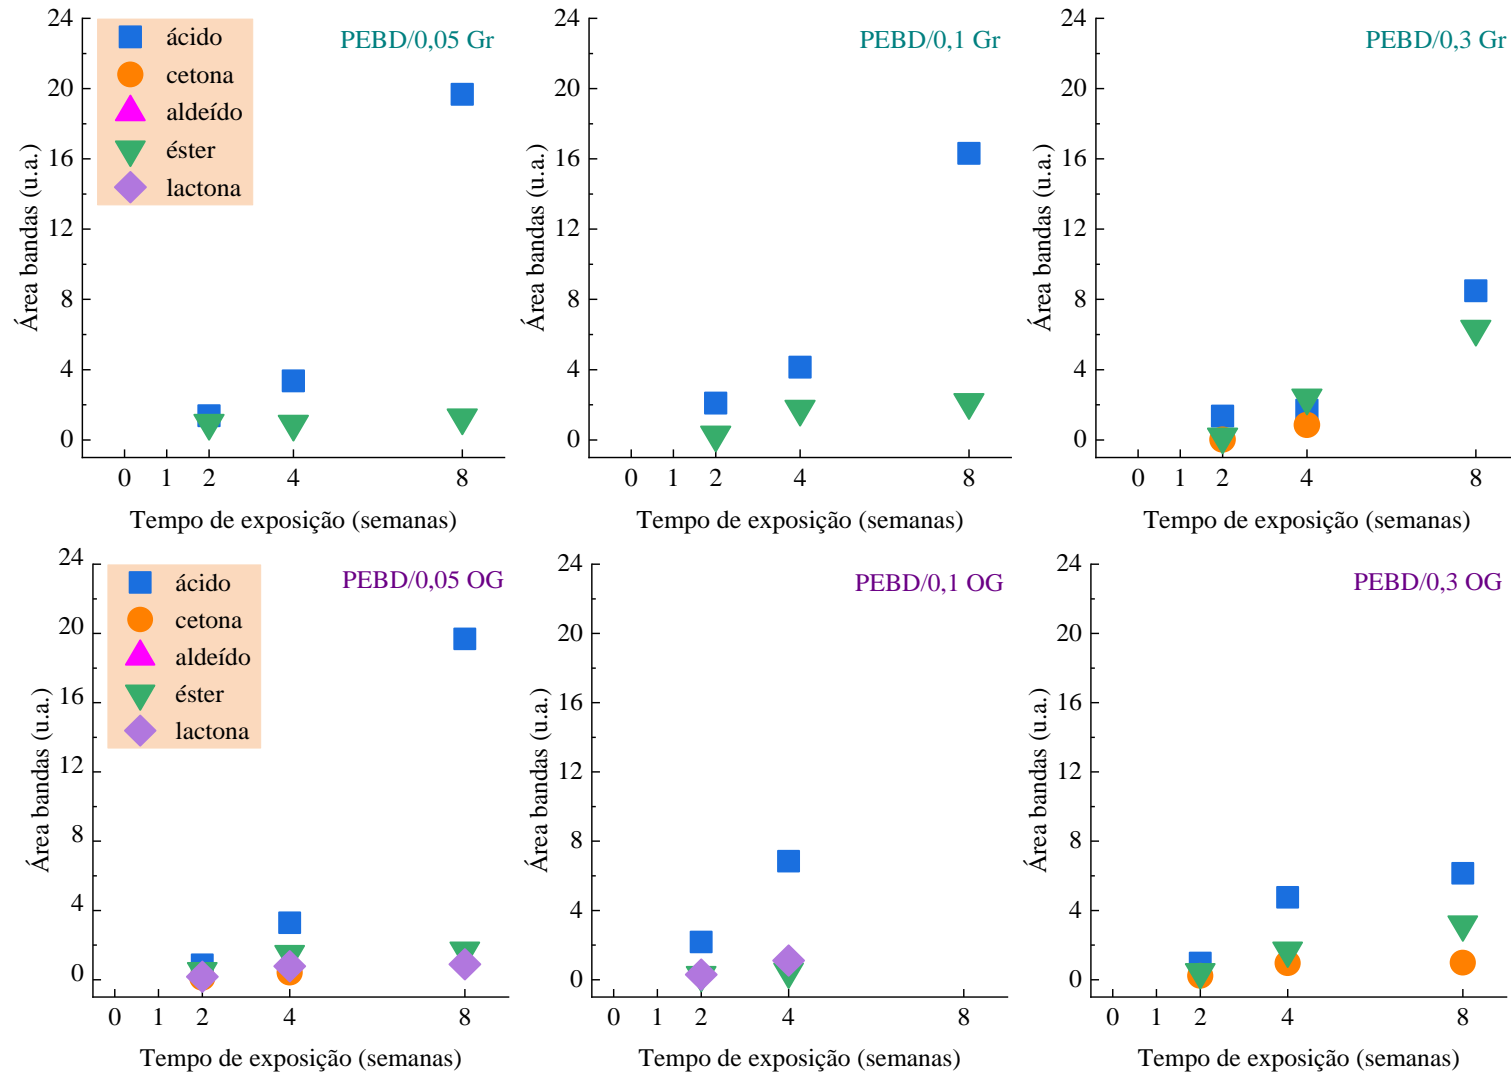 24
20
16
12
8
4
0
Área bandas (u.a.)
ácido
cetona
aldeído
éster
lactona
PEBD/0,05 Gr
0 1 2 4 8
Tempo de exposição (semanas)
24
20
16
12
8
4
0
Área bandas (u.a.)
PEBD/0,1 Gr
0 1 2 4 8
Tempo de exposição (semanas)
24
20
16
12
8
4
0
Área bandas (u.a.)
PEBD/0,3 Gr
0 1 2 4 8
Tempo de exposição (semanas)
24
20
16
12
8
4
0
Área bandas (u.a.)
ácido
cetona
aldeído
éster
lactona
PEBD/0,05 OG
0 1 2 4 8
Tempo de exposição (semanas)
24
20
16
12
8
4
0
Área bandas (u.a.)
PEBD/0,1 OG
0 1 2 4 8
Tempo de exposição (semanas)
24
20
16
12
8
4
0
Área bandas (u.a.)
PEBD/0,3 OG
0 1 2 4 8
Tempo de exposição (semanas)